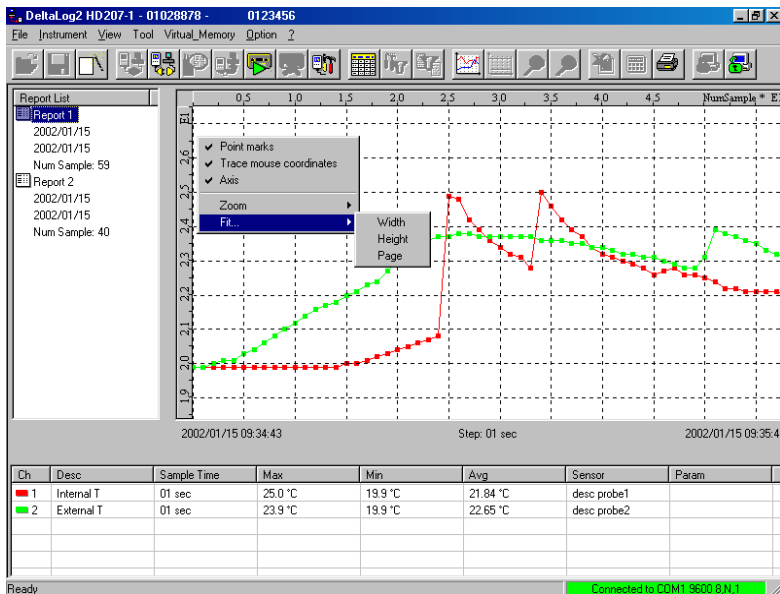 DeltaLog2 HD207-1 - 01028878 - 0123456
File Instrument View Tool Virtual_Memory Option ?
Report List
Report 1
2002/01/15
2002/01/15
Num Sample: 59
Report 2
2002/01/15
2002/01/15
Num Sample: 40
0,5 1,0 1,5 2,0 2,5 3,0 3,5 4,0 4,5 NumSample * E1
E1
2,6
2,5
2,4
2,3
2,2
2,1
2,0
1,9
Point marks
Trace mouse coordinates
Axis
Zoom
Fit...
Width
Height
Page
2002/01/15 09:34:43 Step: 01 sec 2002/01/15 09:35:4
Ch Desc Sample Time Max Min Avg Sensor Param
1 Internal T 01 sec 25.0 °C 19.9 °C 21.84 °C desc probe1
2 External T 01 sec 23.9 °C 19.9 °C 22.65 °C desc probe2
Ready Connected to COM1 9600 8,N,1